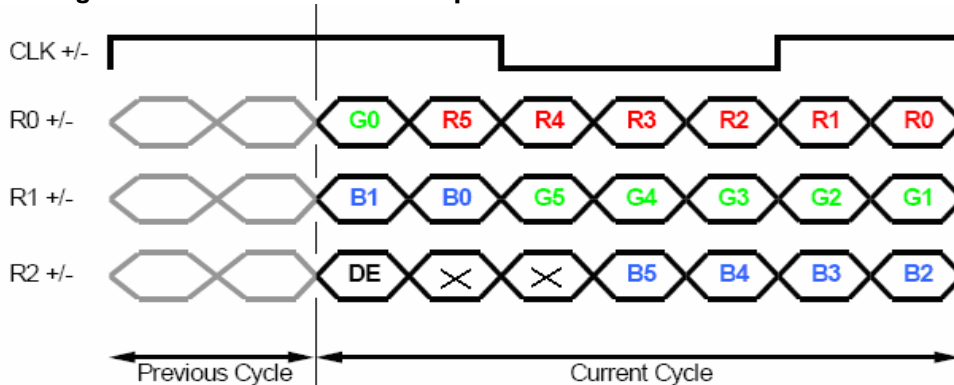 CLK +/-
R0 +/- G0 R5 R4 R3 R2 R1 R0
R1 +/- B1 B0 G5 G4 G3 G2 G1
R2 +/- DE X X B5 B4 B3 B2
Previous Cycle Current Cycle